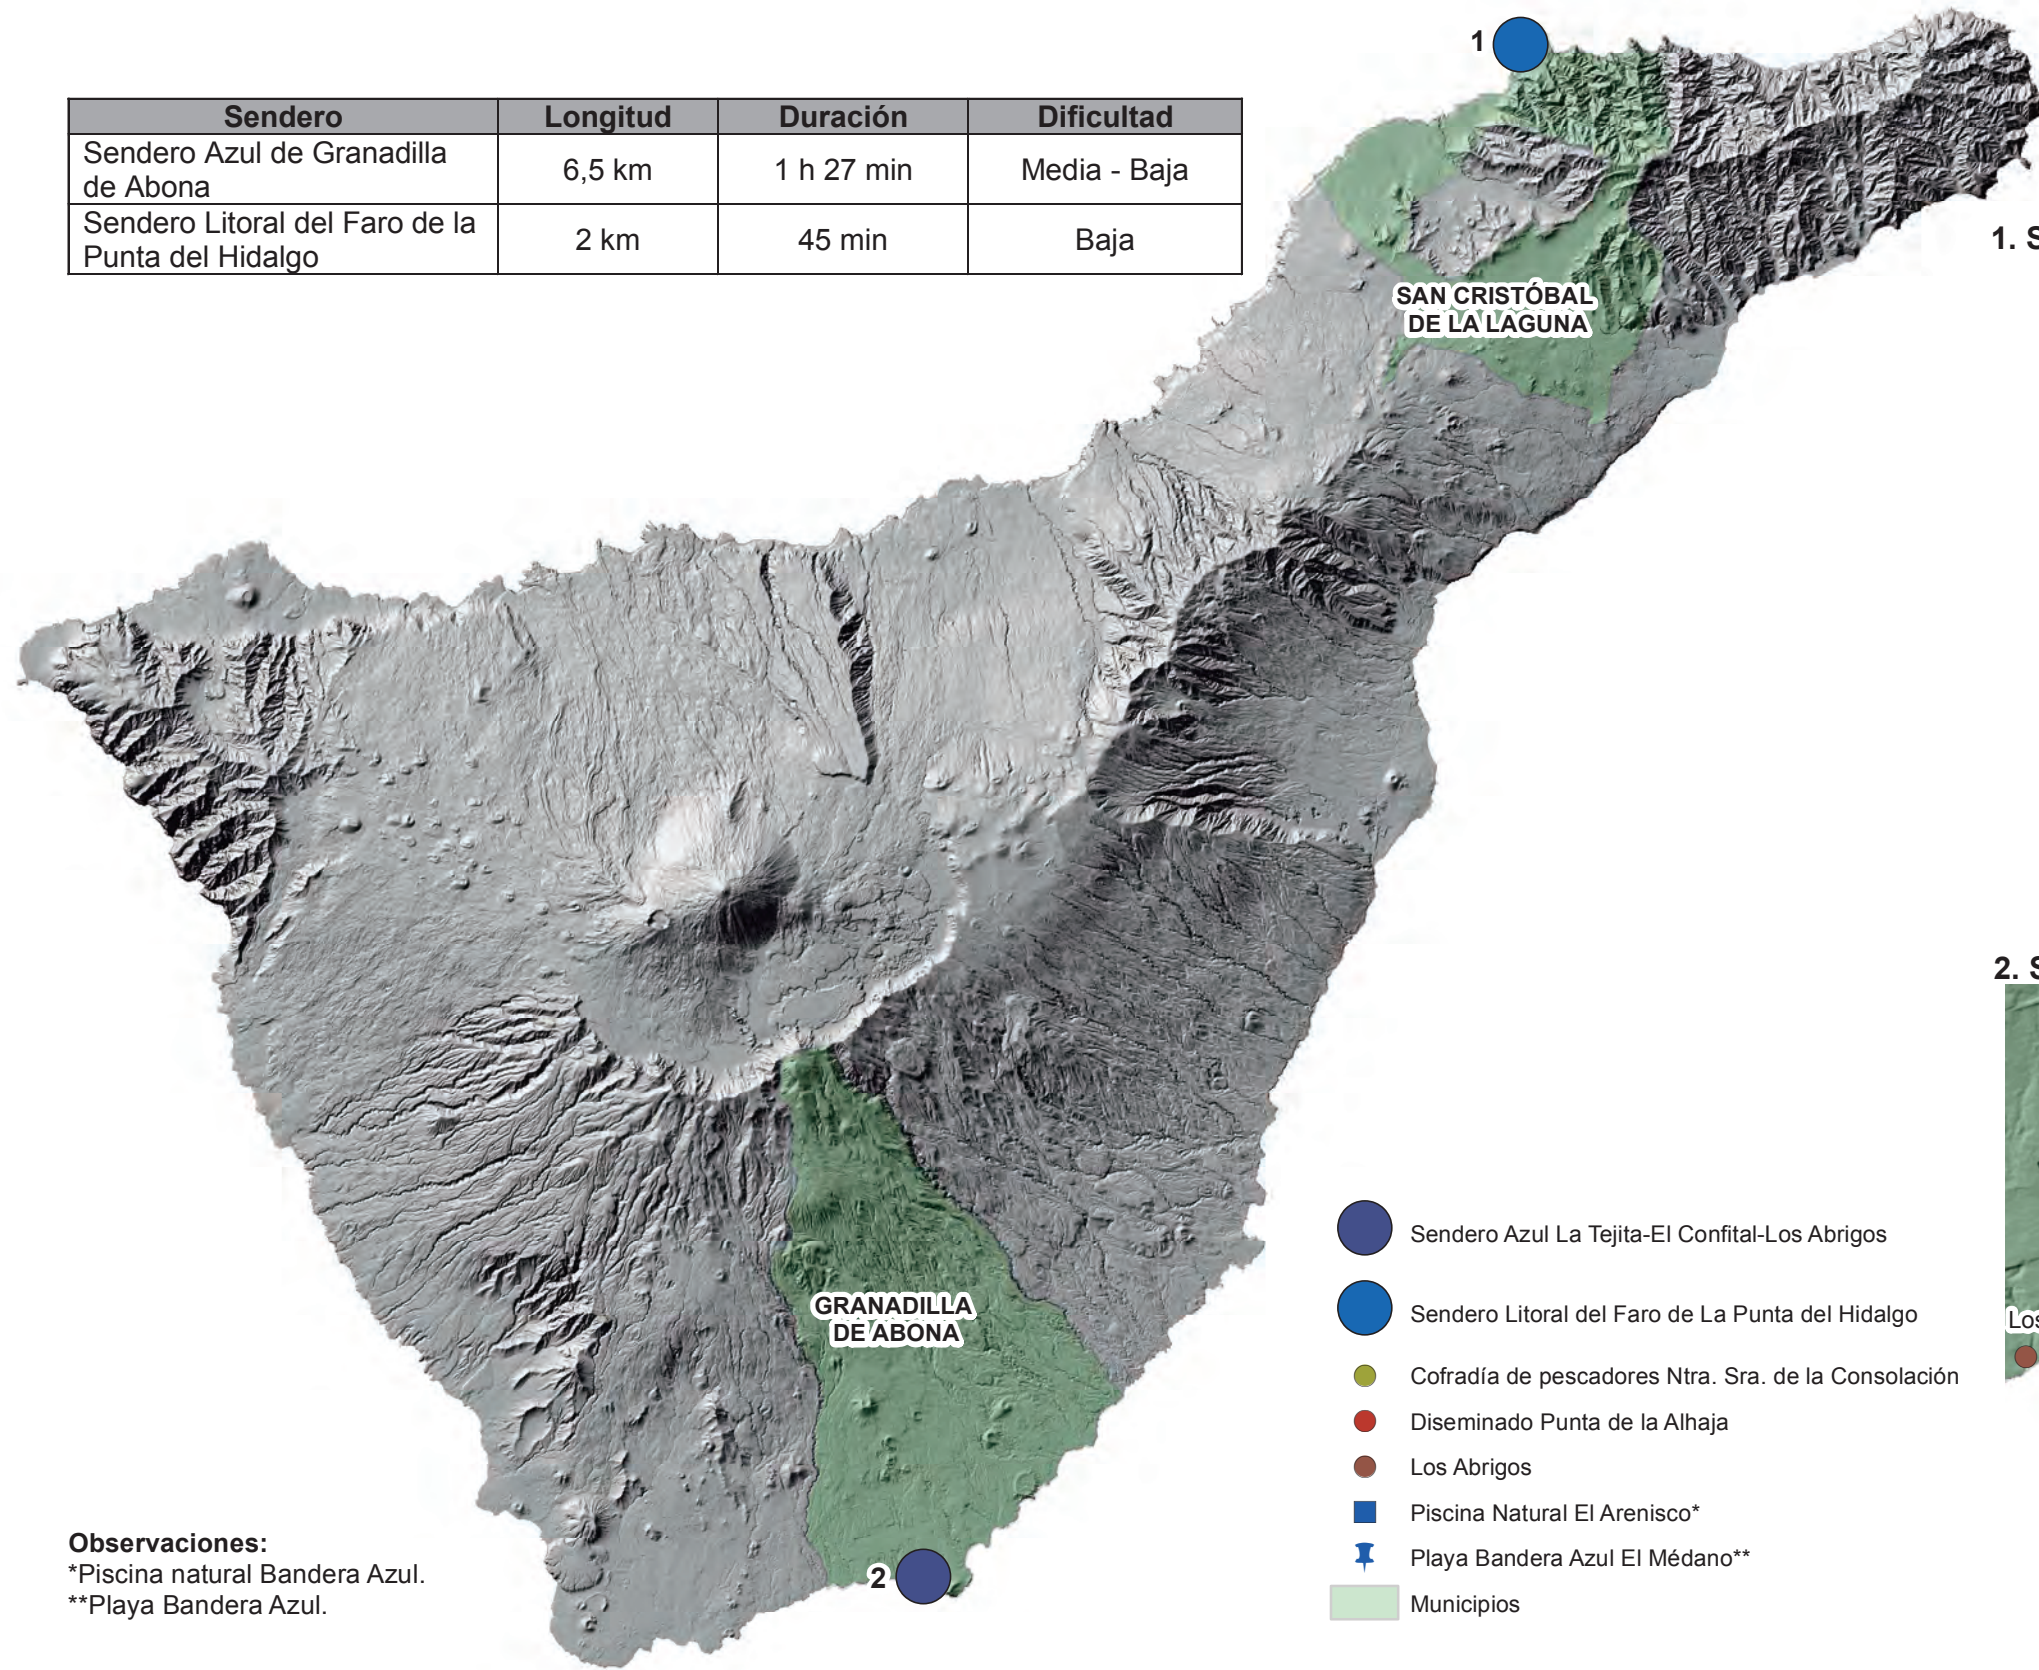 1
Sendero Longitud Duración Dificultad
Sendero Azul de Granadilla
de Abona
6,5 km 1 h 27 min Media - Baja
Sendero Litoral del Faro de la
Punta del Hidalgo
2 km 45 min Baja
1. S
SAN CRISTÓBAL
DE LA LAGUNA
2. S
GRANADILLA
DE ABONA
Los
2
Sendero Azul La Tejita-El Confital-Los Abrigos
Sendero Litoral del Faro de La Punta del Hidalgo
Cofradía de pescadores Ntra. Sra. de la Consolación
Diseminado Punta de la Alhaja
Los Abrigos
Piscina Natural El Arenisco*
Playa Bandera Azul El Médano**
Municipios
Observaciones:
*Piscina natural Bandera Azul.
**Playa Bandera Azul.